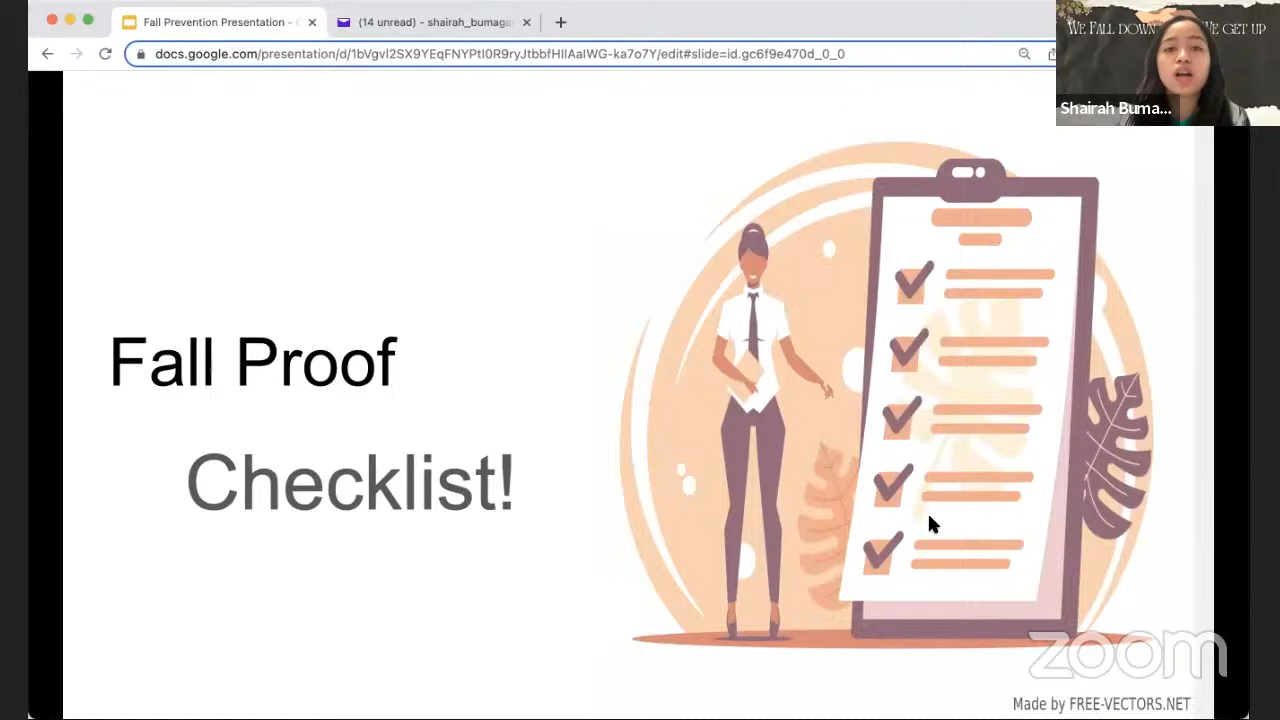 Fall Prevention Presentation -
(14 unread) - shairah_bumaga
docs.google.com/presentation/d/1bVgvl2SX9YEqFNYPtI0R9ryJtbbfHIIAaIWG-ka7o7Y/edit#slide=id.gc6f9e470d_0_0
WE FALL DOWN WE GET UP
Shairah Buma...
Fall Proof
Checklist!
zoom
Made by FREE-VECTORS.NET